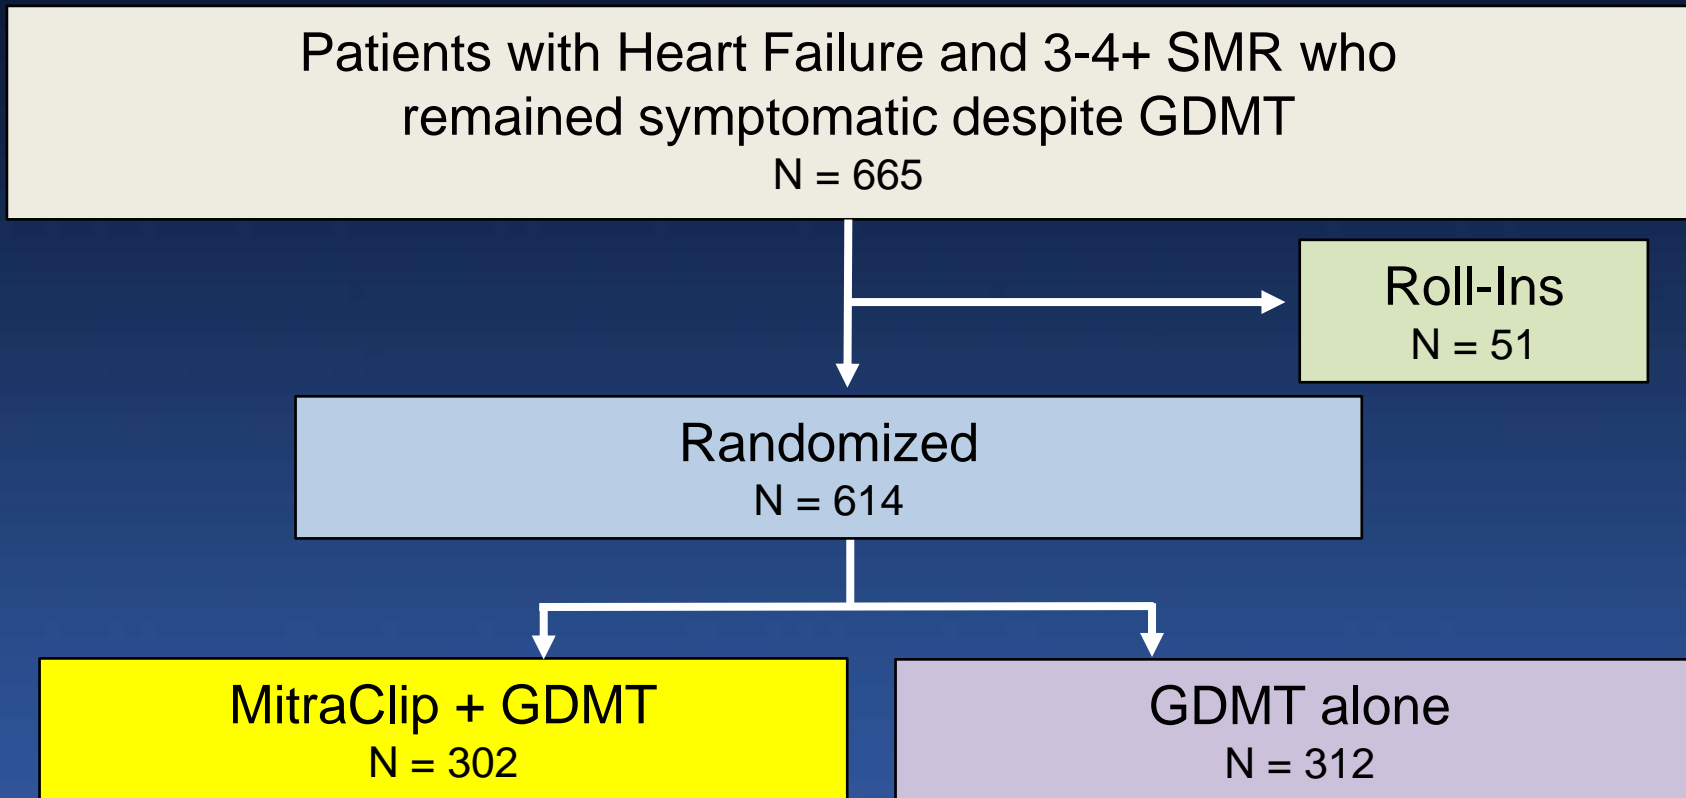 Patients with Heart Failure and 3-4+ SMR who
remained symptomatic despite GDMT
N = 665
Roll-Ins
N = 51
Randomized
N = 614
MitraClip + GDMT
N = 302
GDMT alone
N = 312